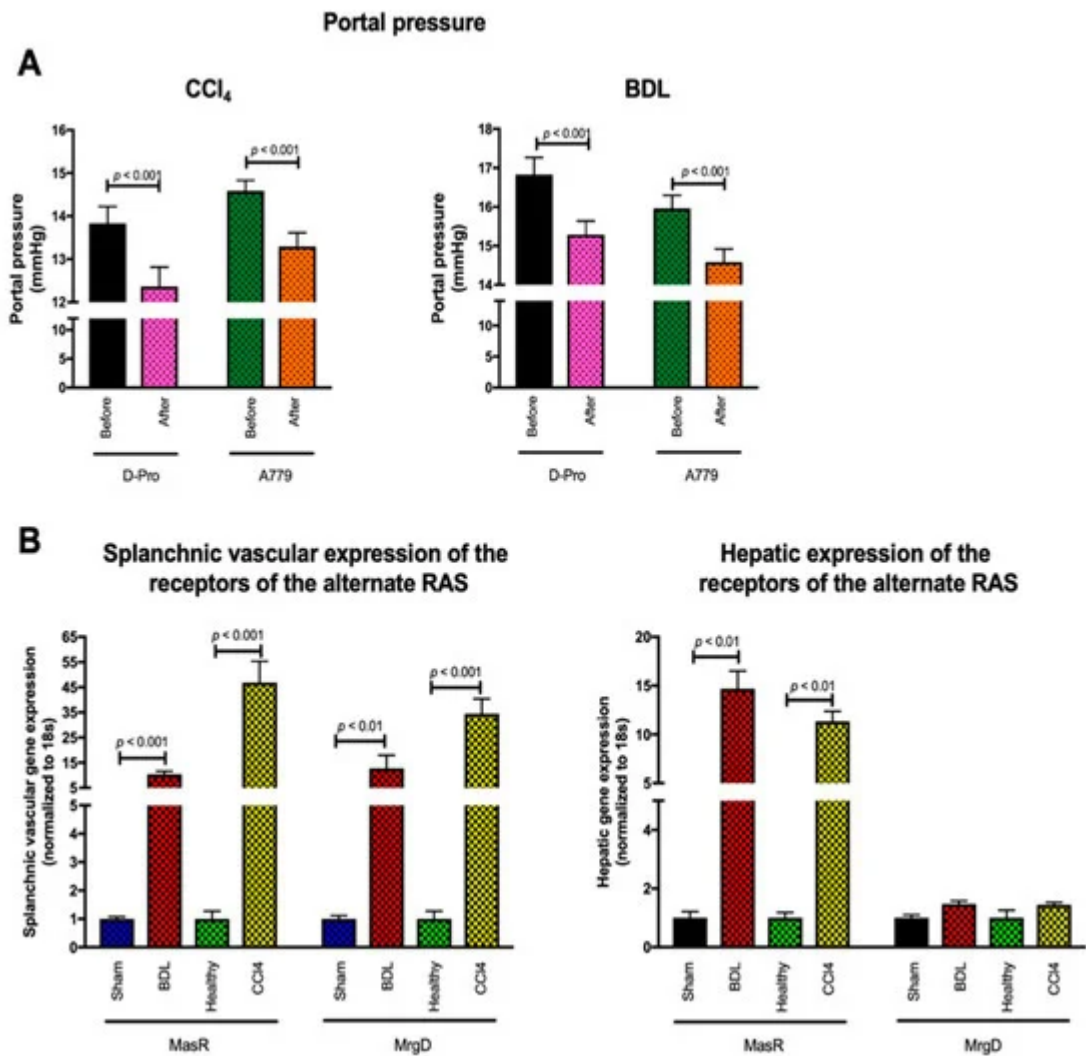 Portal pressure
A
CCl₄
BDL
Portal pressure
(mmHg)
16
15
14
13
12
10
5
0
p < 0.001
p < 0.001
Before
After
Before
After
D-Pro
A779
Portal pressure
(mmHg)
18
17
16
15
14
10
5
0
p < 0.001
p < 0.001
Before
After
Before
After
D-Pro
A779
B
Splanchnic vascular expression of the
receptors of the alternate RAS
Hepatic expression of the
receptors of the alternate RAS
Splanchnic vascular gene expression
(normalized to 18s)
65
55
45
35
25
15
5
5
4
3
2
1
0
p < 0.001
p < 0.001
p < 0.01
p < 0.001
Sham
BDL
Healthy
CCl4
Sham
BDL
Healthy
CCl4
MasR
MrgD
Hepatic gene expression
(normalized to 18s)
20
15
10
5
4
2
0
p < 0.01
p < 0.01
Sham
BDL
Healthy
CCl4
Sham
BDL
Healthy
CCl4
MasR
MrgD